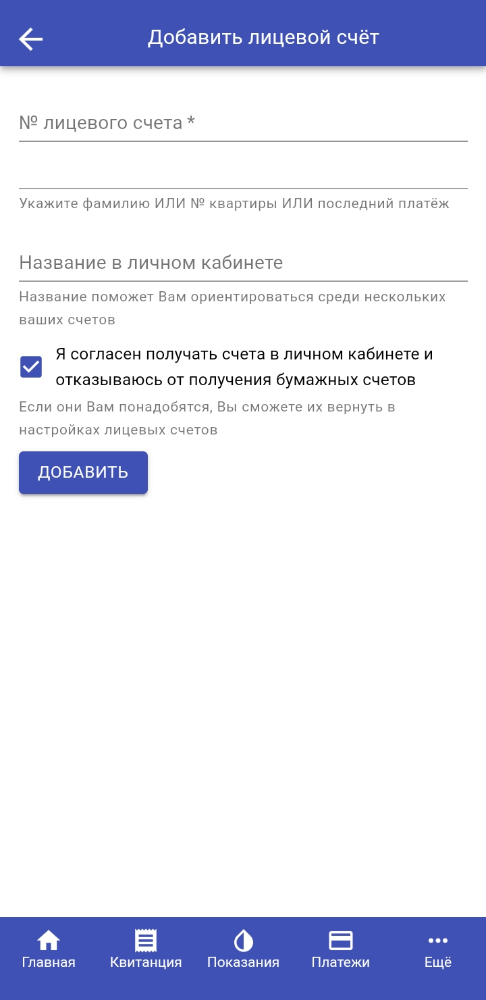 Добавить лицевой счёт
№ лицевого счета *
Укажите фамилию ИЛИ № квартиры ИЛИ последний платёж
Название в личном кабинете
Название поможет Вам ориентироваться среди нескольких
ваших счетов
Я согласен получать счета в личном кабинете и
отказываюсь от получения бумажных счетов
Если они Вам понадобятся, Вы сможете их вернуть в
настройках лицевых счетов
ДОБАВИТЬ
Главная Квитанция Показания Платежи Ещё